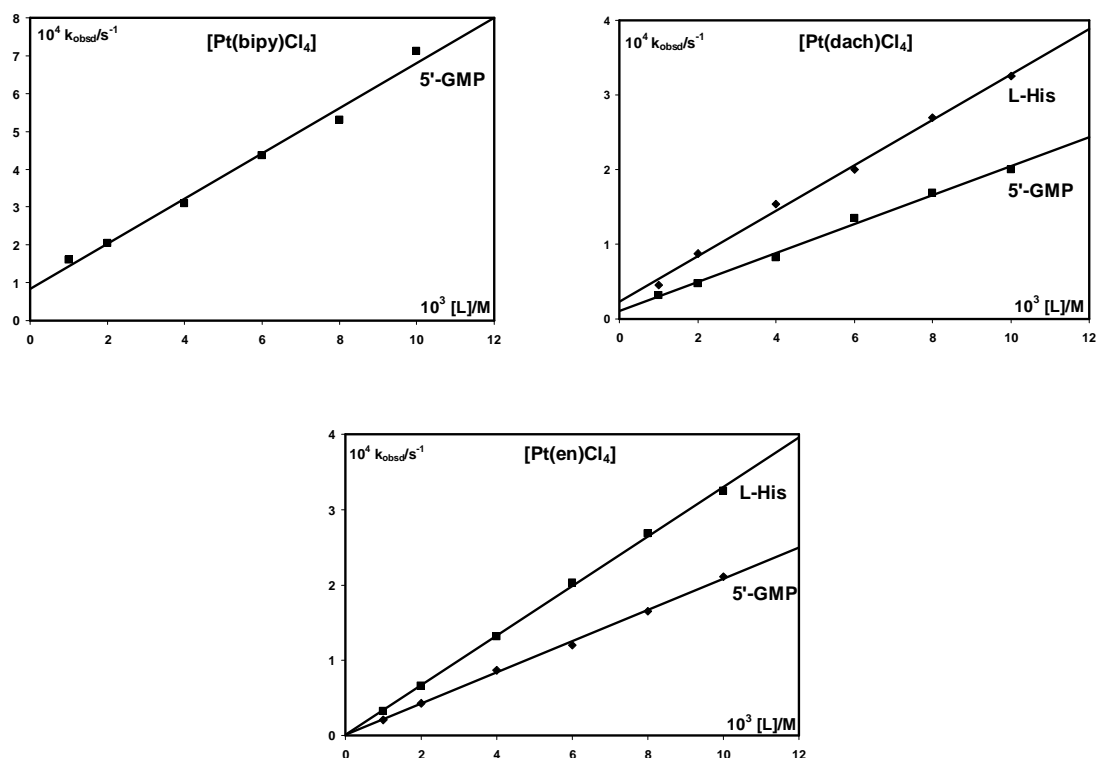 10⁴ kobsd/s⁻¹
[Pt(bipy)Cl₄]
5'-GMP
10³ [L]/M
8
7
6
5
4
3
2
1
0
0 2 4 6 8 10 12
10⁴ kobsd/s⁻¹
[Pt(dach)Cl₄]
L-His
5'-GMP
10³ [L]/M
4
3
2
1
0
0 2 4 6 8 10 12
10⁴ kobsd/s⁻¹
[Pt(en)Cl₄]
L-His
5'-GMP
10³ [L]/M
4
3
2
1
0
0 2 4 6 8 10 12